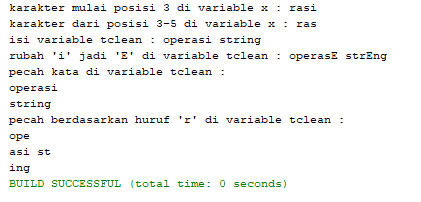 karakter mulai posisi 3 di variable x : rasi
karakter dari posisi 3-5 di variable x : ras
isi variable tclean : operasi string
rubah 'i' jadi 'E' di variable tclean : operasE strEng
pecah kata di variable tclean :
operasi
string
pecah berdasarkan huruf 'r' di variable tclean :
ope
asi st
ing
BUILD SUCCESSFUL (total time: 0 seconds)